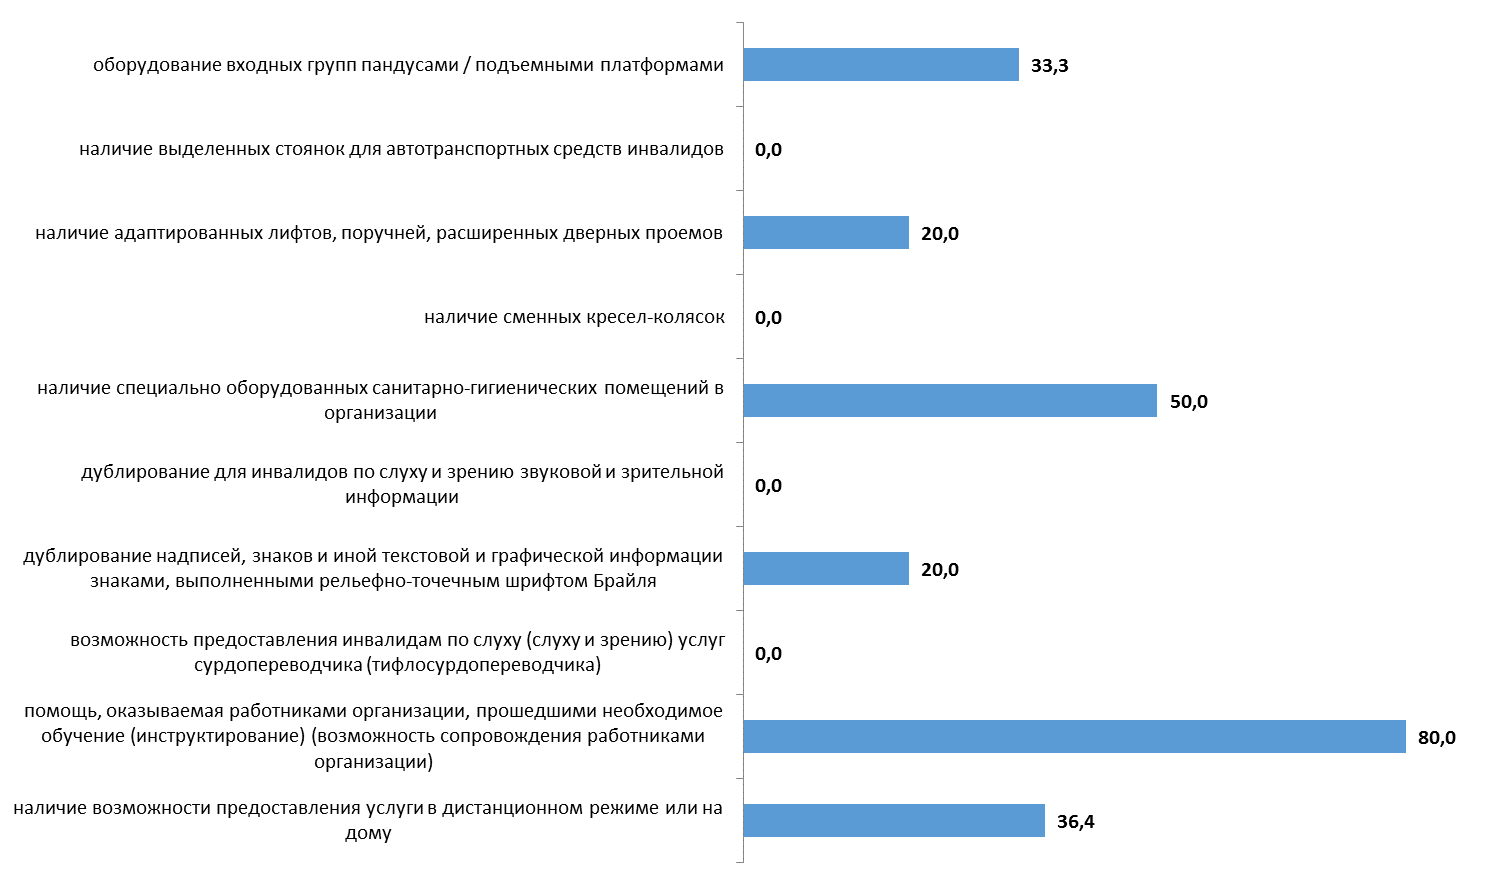 оборудование входных групп пандусами / подъемными платформами
33,3
наличие выделенных стоянок для автотранспортных средств инвалидов
0,0
наличие адаптированных лифтов, поручней, расширенных дверных проемов
20,0
наличие сменных кресел-колясок
0,0
наличие специально оборудованных санитарно-гигиенических помещений в
организации
50,0
дублирование для инвалидов по слуху и зрению звуковой и зрительной
информации
0,0
дублирование надписей, знаков и иной текстовой и графической информации
знаками, выполненными рельефно-точечным шрифтом Брайля
20,0
возможность предоставления инвалидам по слуху (слуху и зрению) услуг
сурдопереводчика (тифлосурдопереводчика)
0,0
помощь, оказываемая работниками организации, прошедшими необходимое
обучение (инструктирование) (возможность сопровождения работниками
организации)
80,0
наличие возможности предоставления услуги в дистанционном режиме или на
дому
36,4